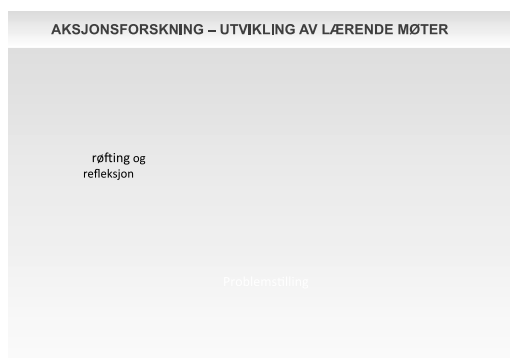 AKSJONSFORSKNING – UTVIKLING AV LÆRENDE MØTER
røfting og
refleksjon
Problemstilling